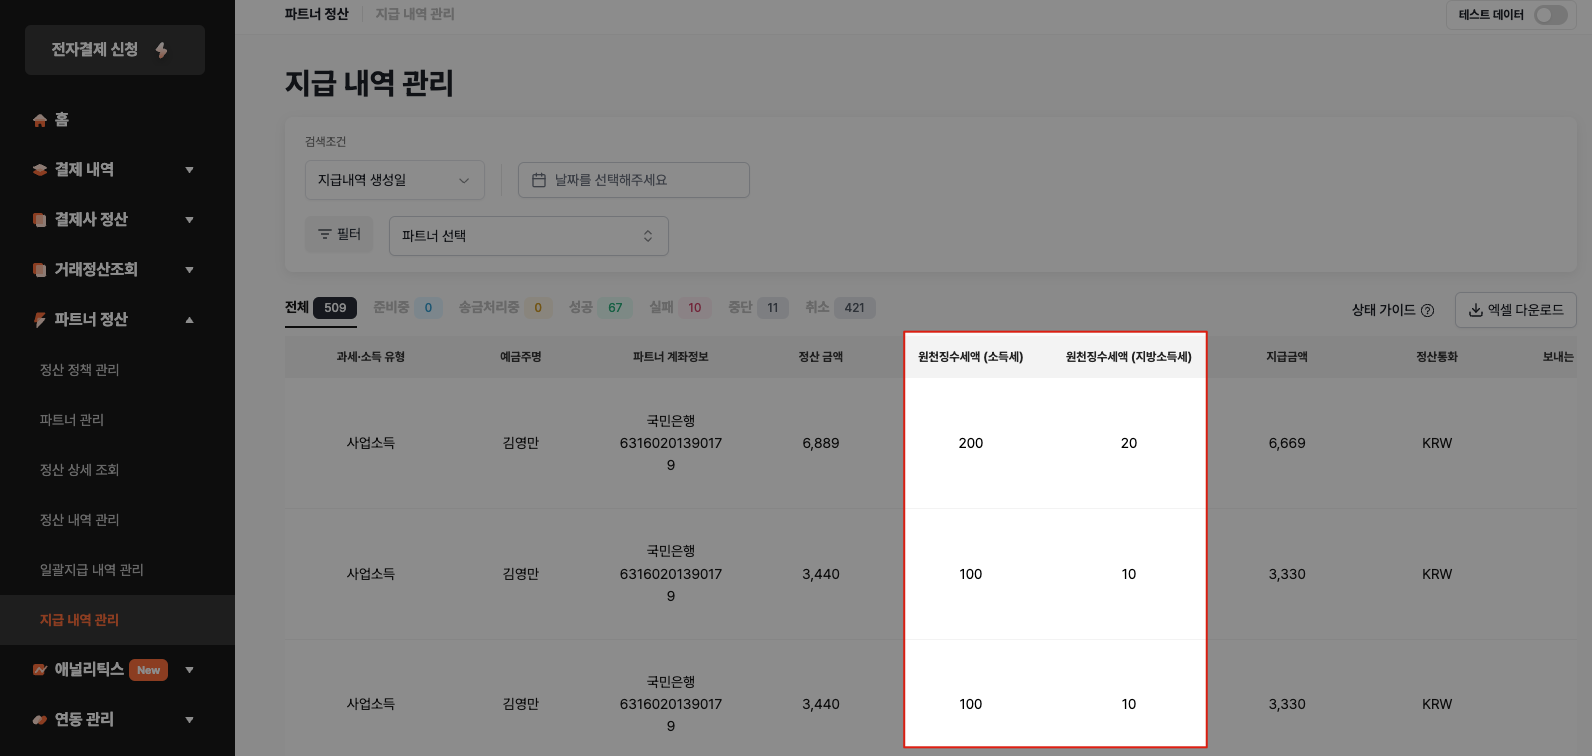 파트너 정산
지급 내역 관리
테스트 데이터
전자결제 신청
홈
결제 내역
결제사 정산
거래정산조회
파트너 정산
정산 정책 관리
파트너 관리
정산 상세 조회
정산 내역 관리
일괄지급 내역 관리
지급 내역 관리
애널리틱스 New
연동 관리
지급 내역 관리
검색조건
지급내역 생성일
날짜를 선택해주세요
필터
파트너 선택
전체 509 준비중 0 송금처리중 0 성공 67 실패 10 중단 11 취소 421
상태 가이드 ?
엑셀 다운로드
과세·소득 유형 예금주명 파트너 계좌정보 정산 금액 원천징수세액 (소득세) 원천징수세액 (지방소득세) 지급금액 정산통화 보내는
국민은행
사업소득 김영만 6316020139017 6,889 200 20 6,669 KRW
9
국민은행
사업소득 김영만 6316020139017 3,440 100 10 3,330 KRW
9
국민은행
사업소득 김영만 6316020139017 3,440 100 10 3,330 KRW
9